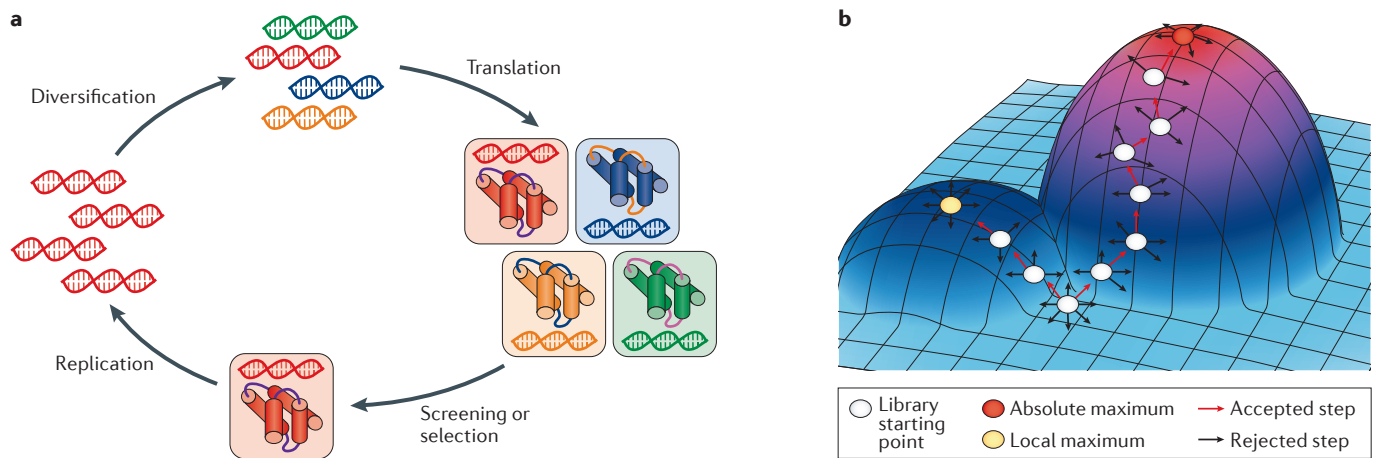 a
Diversification
Translation
Replication
Screening or
selection
b
Library
starting
point
Absolute maximum
Local maximum
Accepted step
Rejected step